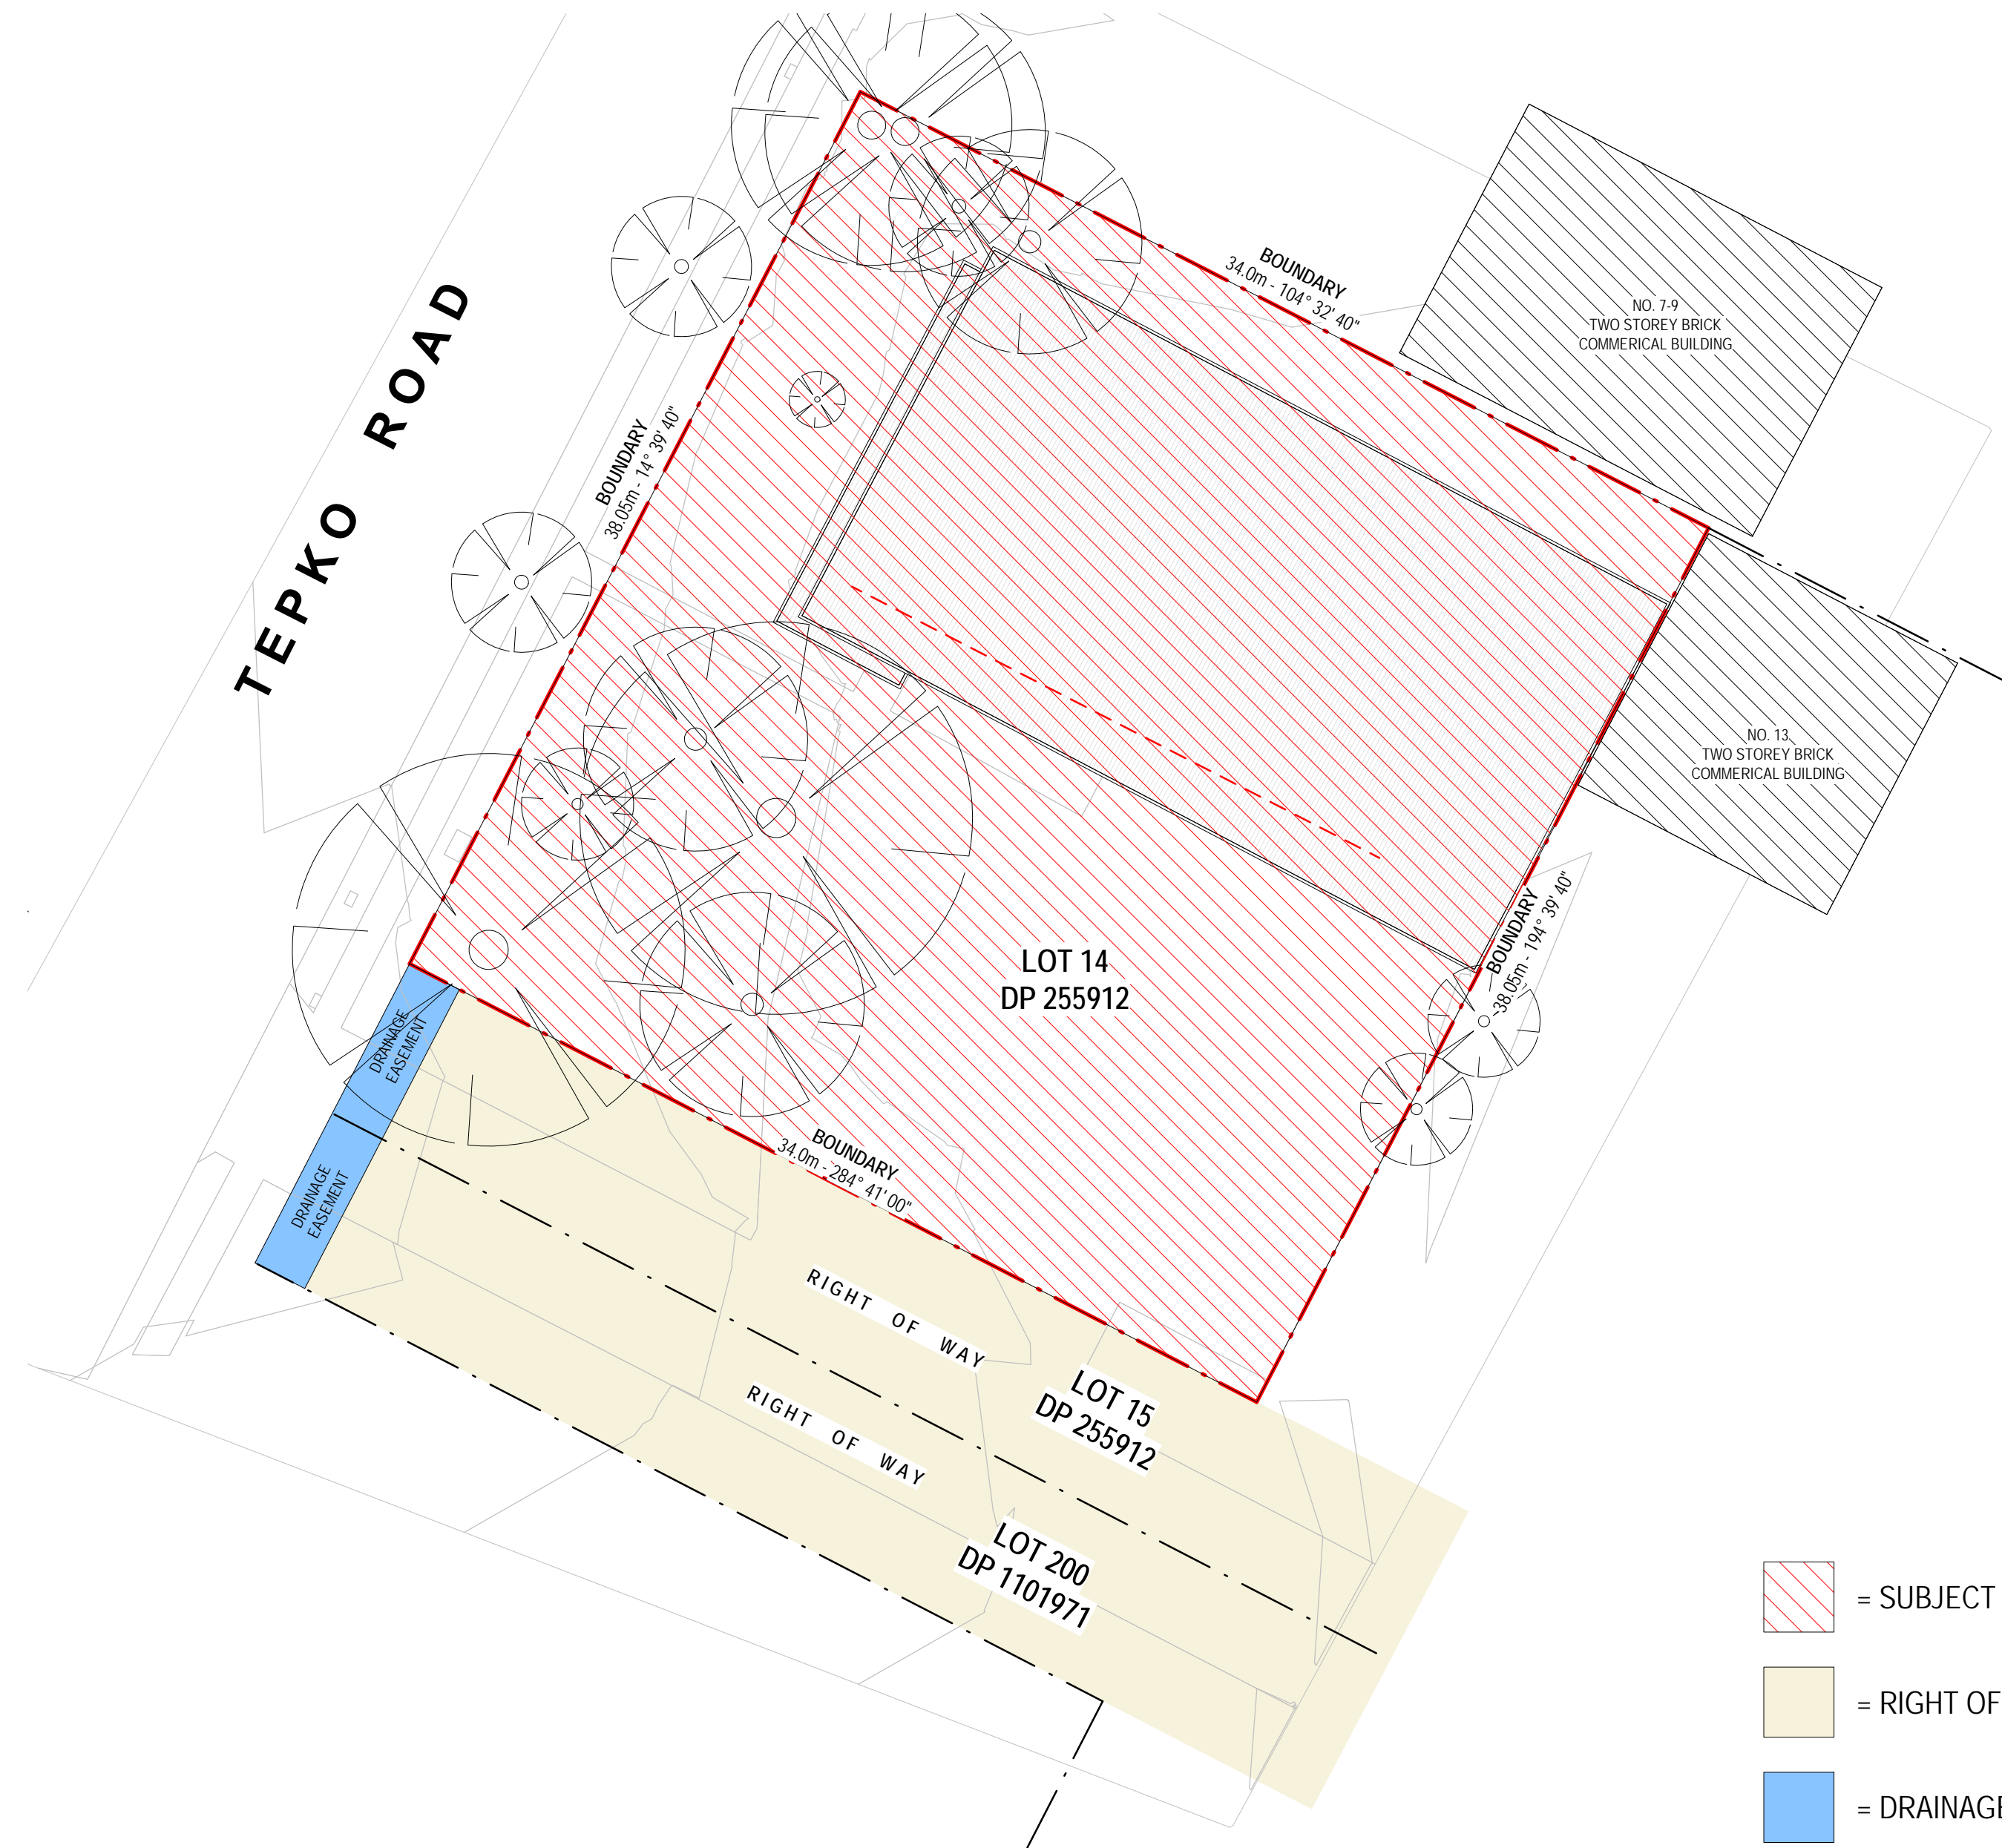 BOUNDARY
34.0m - 104° 32' 40"
NO. 7-9
TWO STOREY BRICK
COMMERICAL BUILDING
TEPKO ROAD
BOUNDARY
38.05m - 14° 39' 40"
NO. 13
TWO STOREY BRICK
COMMERICAL BUILDING
BOUNDARY
38.05m - 194° 39' 40"
LOT 14
DP 255912
DRAINAGE
EASEMENT
BOUNDARY
34.0m - 284° 41' 00"
DRAINAGE
EASEMENT
RIGHT OF WAY
RIGHT OF WAY
LOT 15
DP 255912
LOT 200
DP 1101971
= SUBJECT
= RIGHT OF
= DRAINAGE